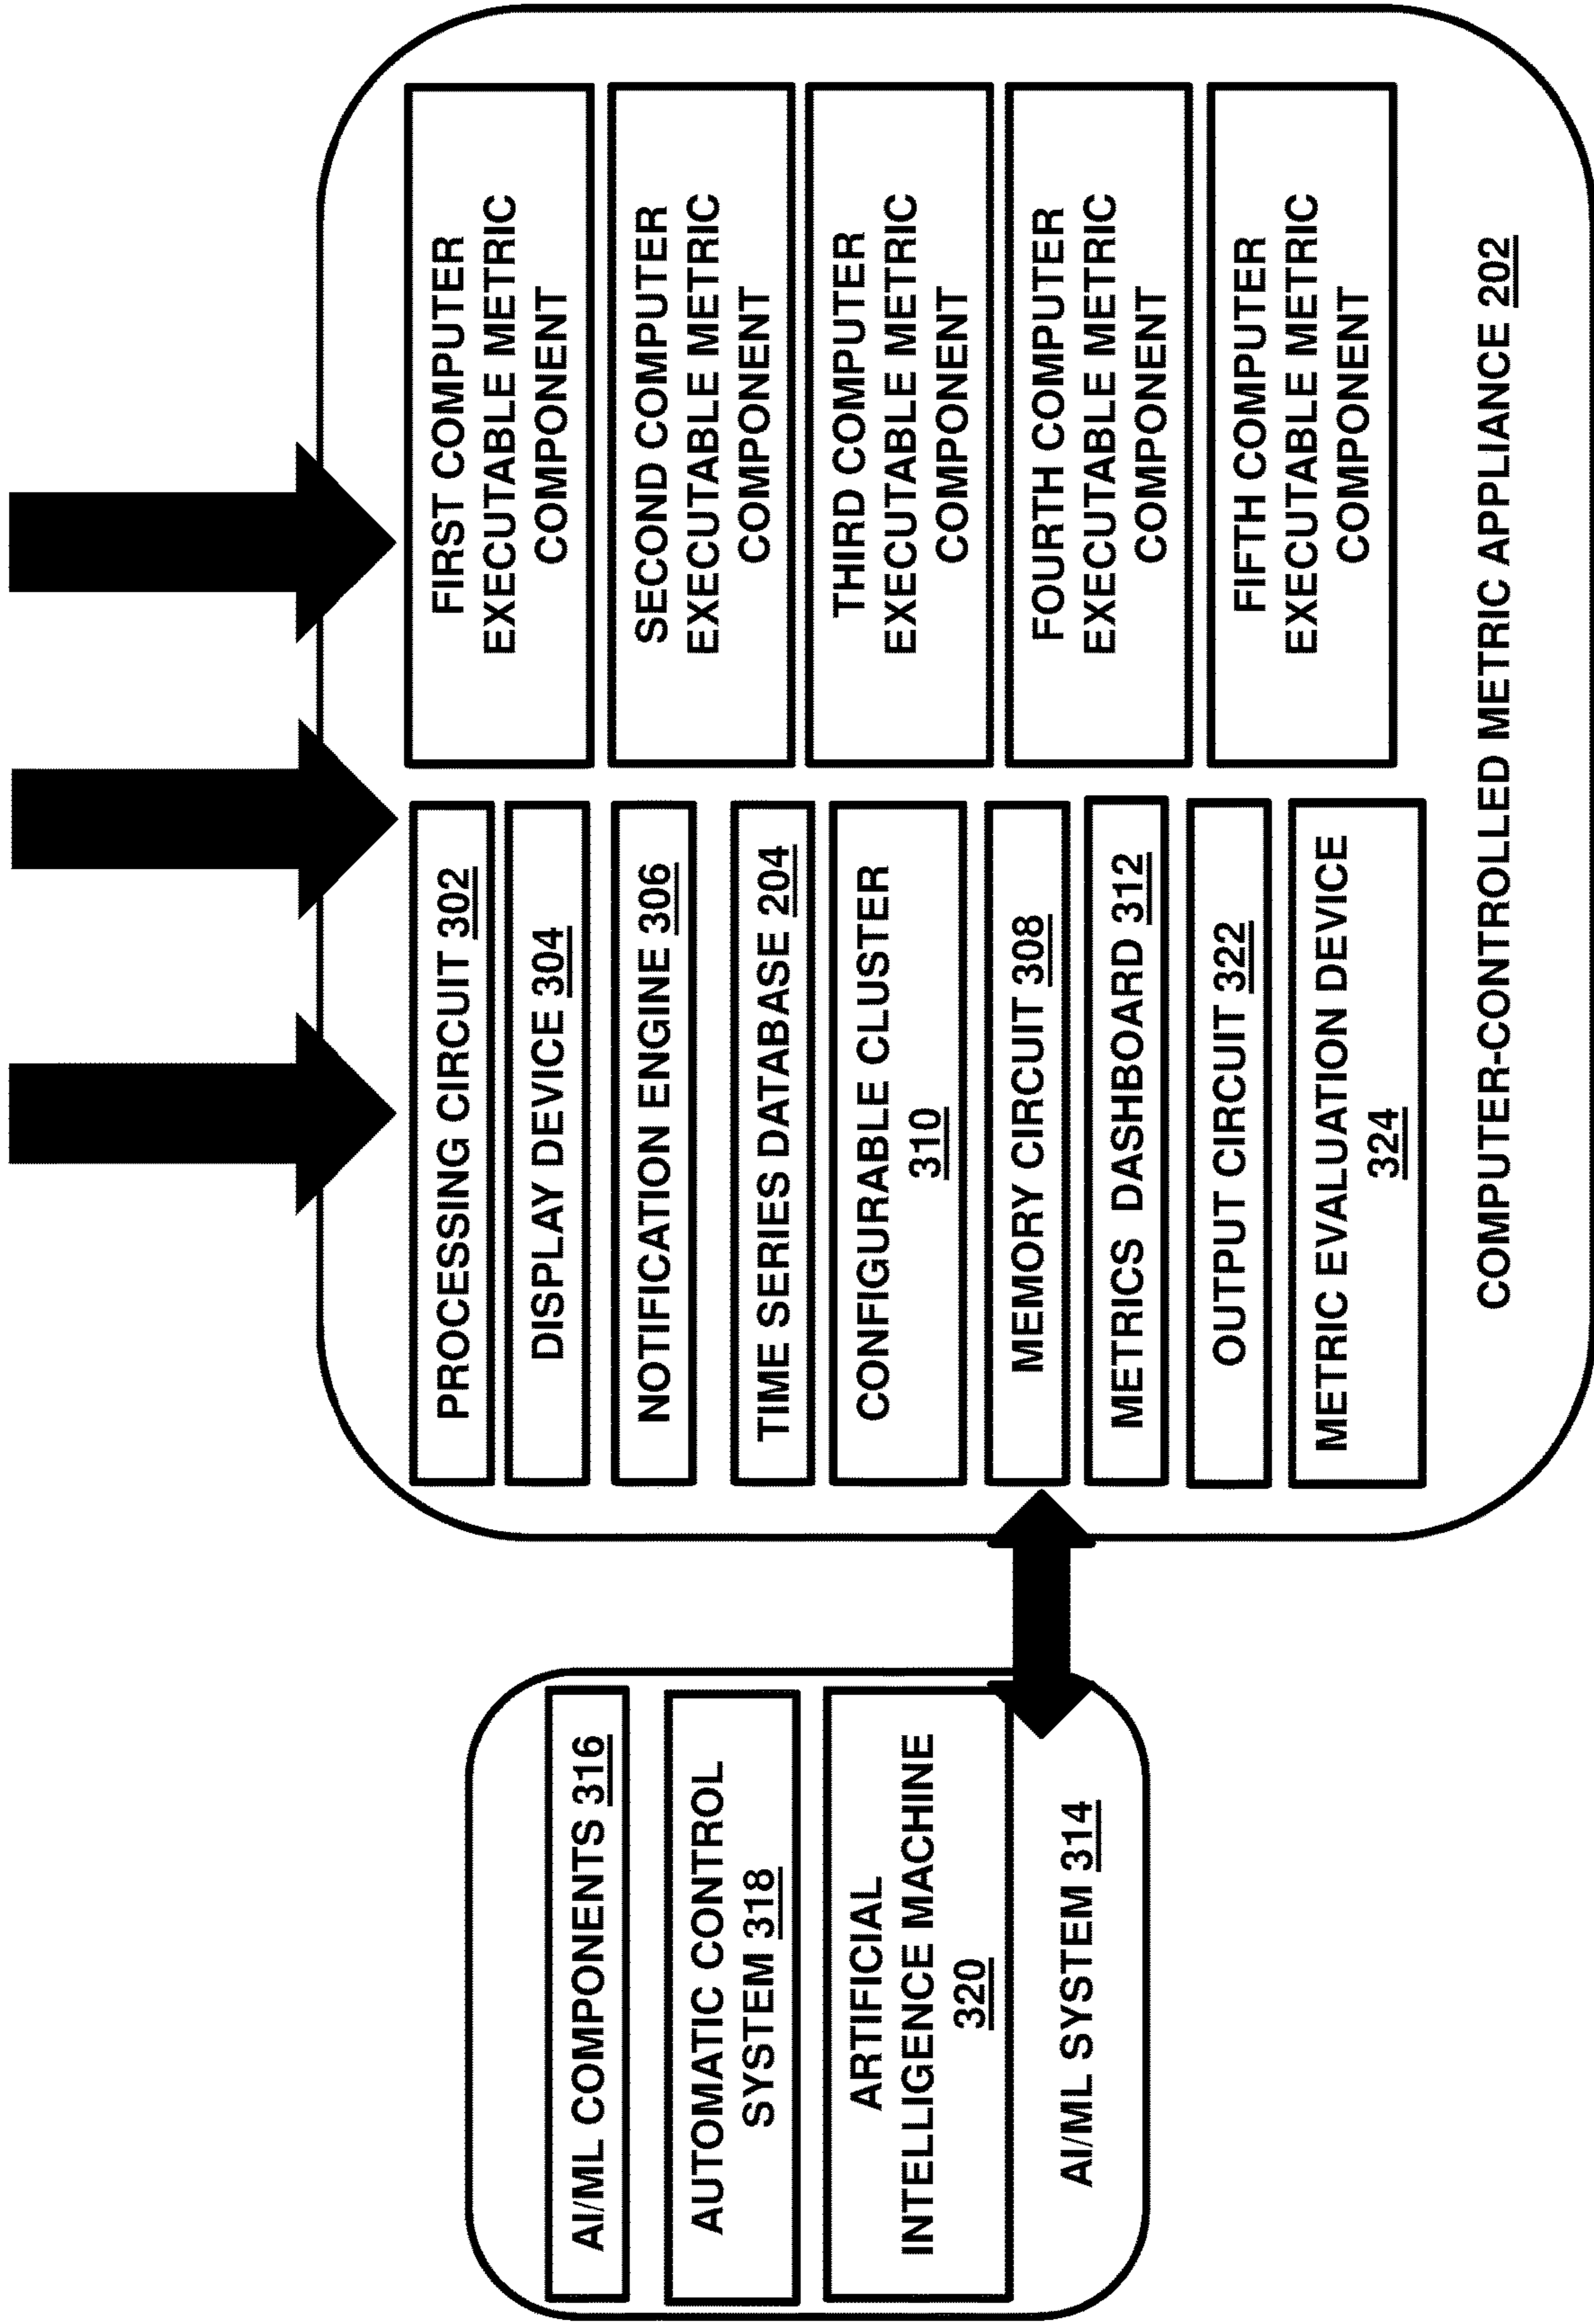 AI/ML COMPONENTS 316
AUTOMATIC CONTROL
SYSTEM 318
ARTIFICIAL
INTELLIGENCE MACHINE
320
AI/ML SYSTEM 314
PROCESSING CIRCUIT 302
DISPLAY DEVICE 304
NOTIFICATION ENGINE 306
TIME SERIES DATABASE 204
CONFIGURABLE CLUSTER
310
MEMORY CIRCUIT 308
METRICS DASHBOARD 312
OUTPUT CIRCUIT 322
METRIC EVALUATION DEVICE
324
FIRST COMPUTER
EXECUTABLE METRIC
COMPONENT
SECOND COMPUTER
EXECUTABLE METRIC
COMPONENT
THIRD COMPUTER
EXECUTABLE METRIC
COMPONENT
FOURTH COMPUTER
EXECUTABLE METRIC
COMPONENT
FIFTH COMPUTER
EXECUTABLE METRIC
COMPONENT
COMPUTER-CONTROLLED METRIC APPLIANCE 202